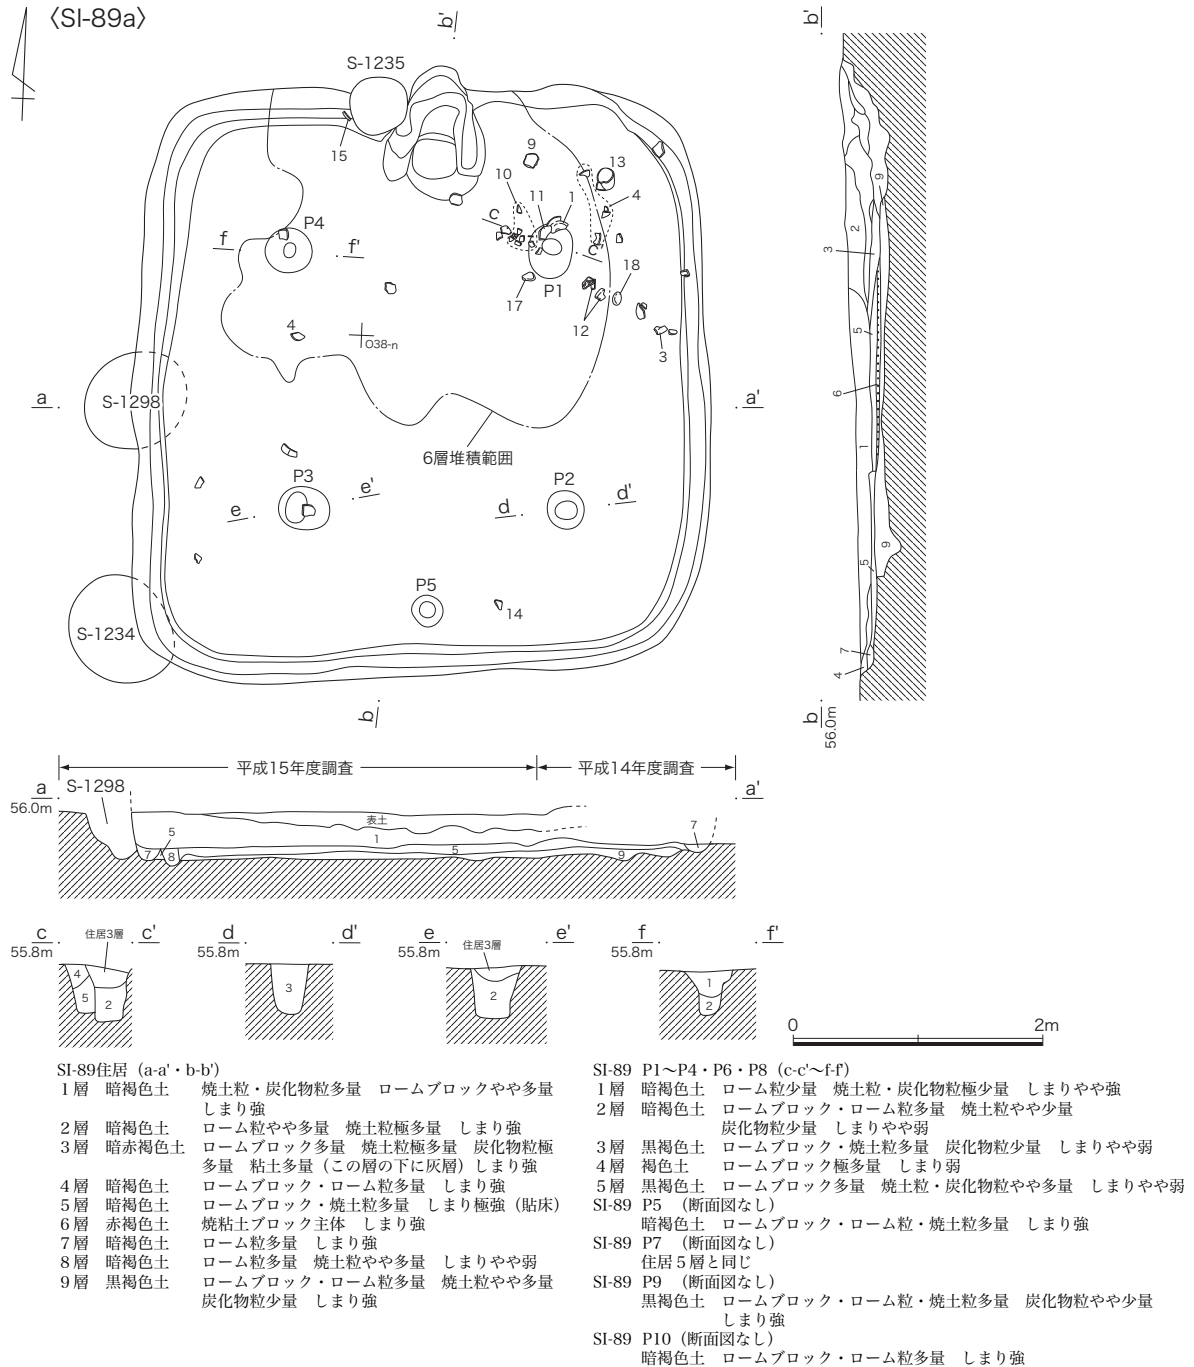 〈SI-89a〉
b'
b'
S-1235
15
9
13
10
11
1
4
c
c'
P4
f
f'
17
P1
18
12
3
4
O38-n
a
S-1298
a'
6層堆積範囲
P3
e
e'
P2
d
d'
P5
14
S-1234
b
9
2
3
5
6
1
9
5
7
4
b
56.0m
平成15年度調査
平成14年度調査
a
S-1298
a'
56.0m
表土
5
1
7
7
8
5
9
c
住居3層
c'
55.8m
4
5
2
d
d'
55.8m
3
e
住居3層
e'
55.8m
2
f
f'
55.8m
1
2
0
2m
SI-89住居（a-a'・b-b'）
1層　暗褐色土　焼土粒・炭化物粒多量　ロームブロックやや多量
しまり強
2層　暗褐色土　ローム粒やや多量　焼土粒極多量　しまり強
3層　暗赤褐色土　ロームブロック多量　焼土粒極多量　炭化物粒極
多量　粘土多量（この層の下に灰層）しまり強
4層　暗褐色土　ロームブロック・ローム粒多量　しまり強
5層　暗褐色土　ロームブロック・焼土粒多量　しまり極強（貼床）
6層　赤褐色土　焼粘土ブロック主体　しまり強
7層　暗褐色土　ローム粒多量　しまり強
8層　暗褐色土　ローム粒多量　焼土粒やや多量　しまりやや弱
9層　黒褐色土　ロームブロック・ローム粒多量　焼土粒やや多量
炭化物粒少量　しまり強
SI-89 P1～P4・P6・P8（c-c'～f-f'）
1層　暗褐色土　ローム粒少量　焼土粒・炭化物粒極少量　しまりやや強
2層　暗褐色土　ロームブロック・ローム粒多量　焼土粒やや少量
炭化物粒少量　しまりやや弱
3層　黒褐色土　ロームブロック・焼土粒多量　炭化物粒少量　しまりやや弱
4層　褐色土　ロームブロック極多量　しまり弱
5層　黒褐色土　ロームブロック多量　焼土粒・炭化物粒やや多量　しまりやや弱
SI-89 P5 （断面図なし）
暗褐色土　ロームブロック・ローム粒・焼土粒多量　しまり強
SI-89 P7 （断面図なし）
住居5層と同じ
SI-89 P9 （断面図なし）
黒褐色土　ロームブロック・ローム粒・焼土粒多量　炭化物粒やや少量
しまり強
SI-89 P10（断面図なし）
暗褐色土　ロームブロック・ローム粒多量　しまり強